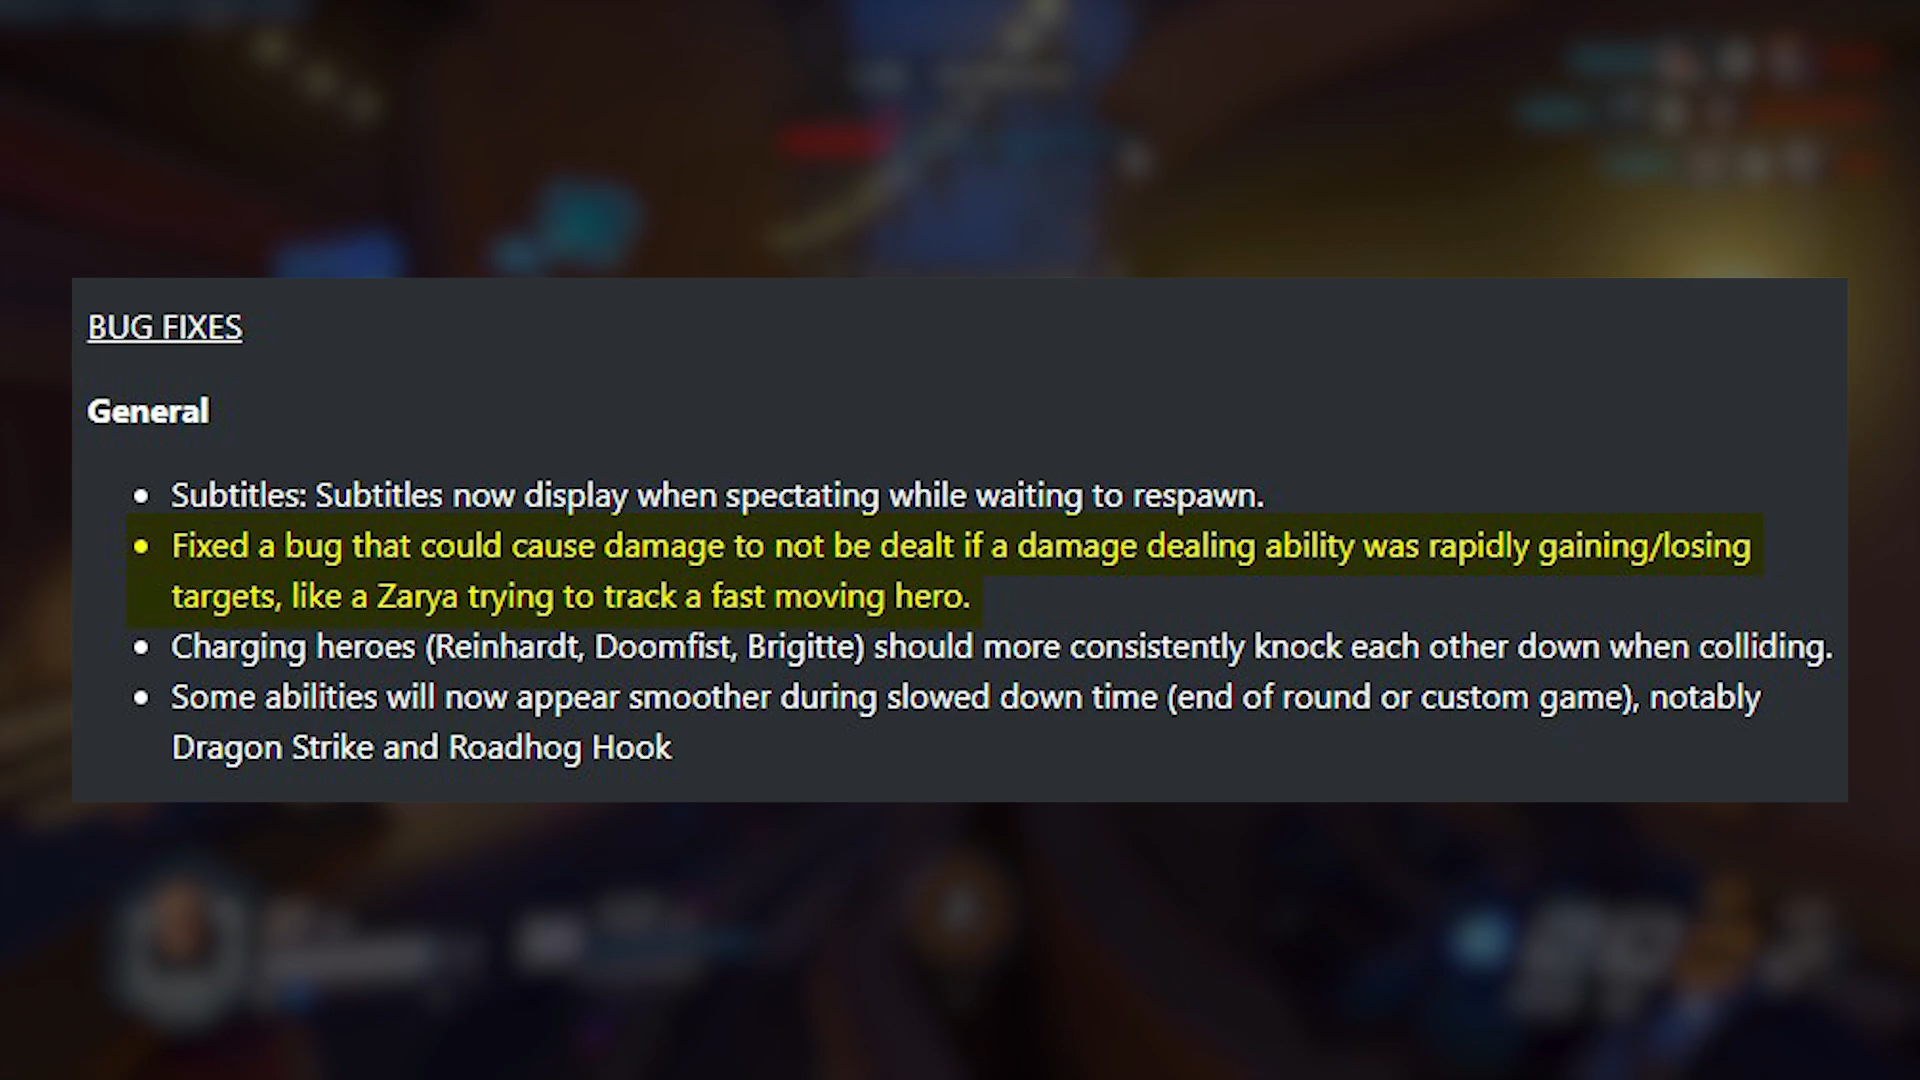 BUG FIXES
General
• Subtitles: Subtitles now display when spectating while waiting to respawn.
• Fixed a bug that could cause damage to not be dealt if a damage dealing ability was rapidly gaining/losing
targets, like a Zarya trying to track a fast moving hero.
• Charging heroes (Reinhardt, Doomfist, Brigitte) should more consistently knock each other down when colliding.
• Some abilities will now appear smoother during slowed down time (end of round or custom game), notably
Dragon Strike and Roadhog Hook